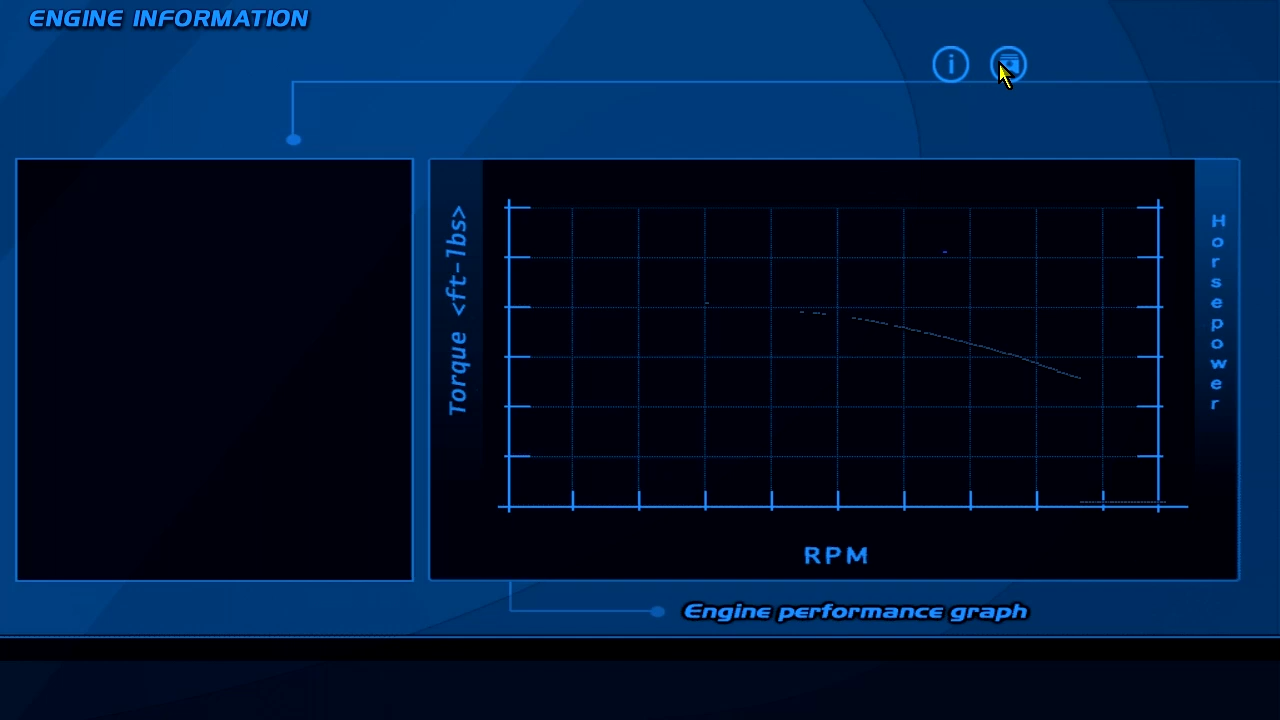 ENGINE INFORMATION
i
Torque <ft-lbs>
Horsepower
RPM
Engine performance graph